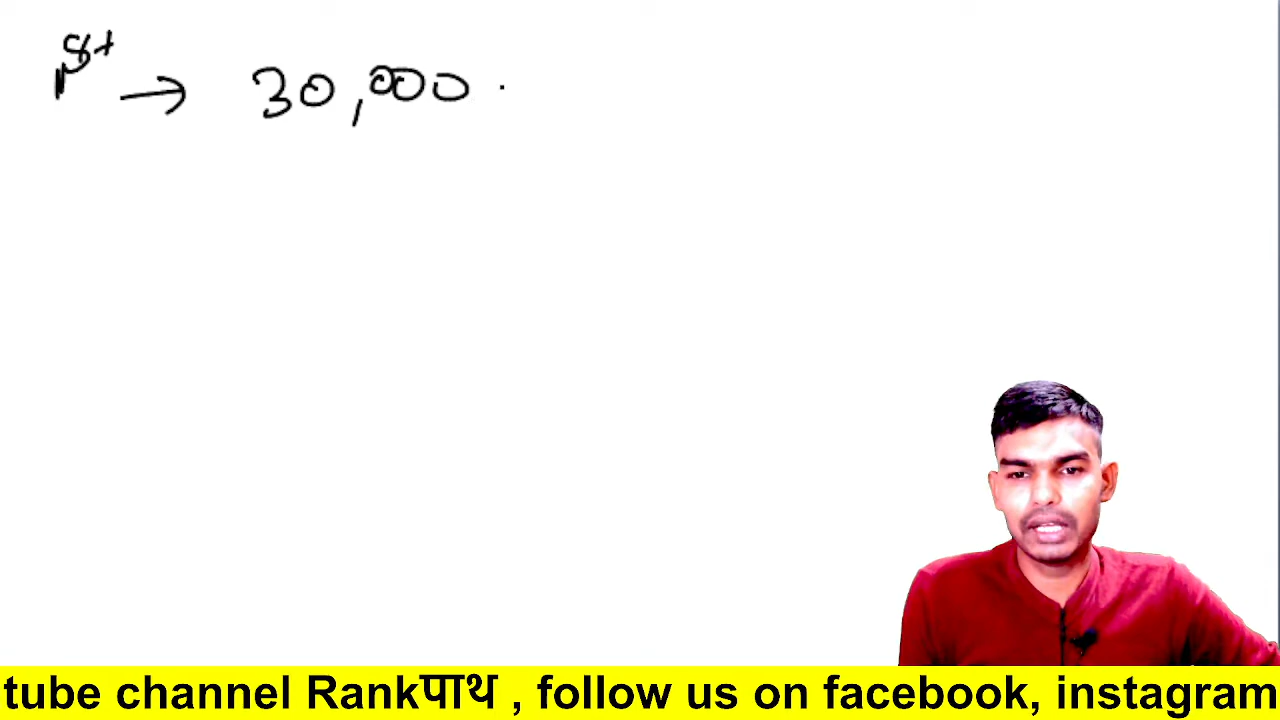 1st → 30,000
tube channel Rankपाथ , follow us on facebook, instagram